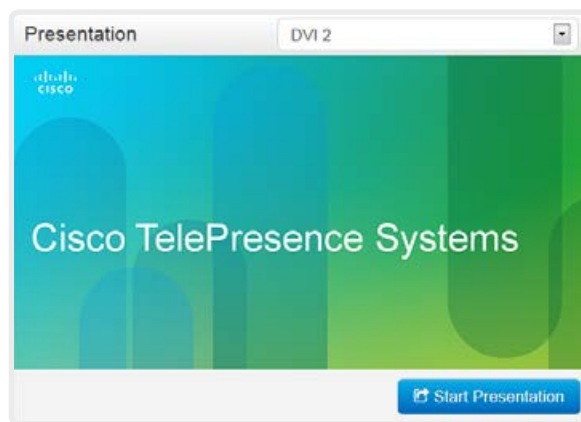 Presentation DVI 2
CISCO
Cisco TelePresence Systems
Start Presentation